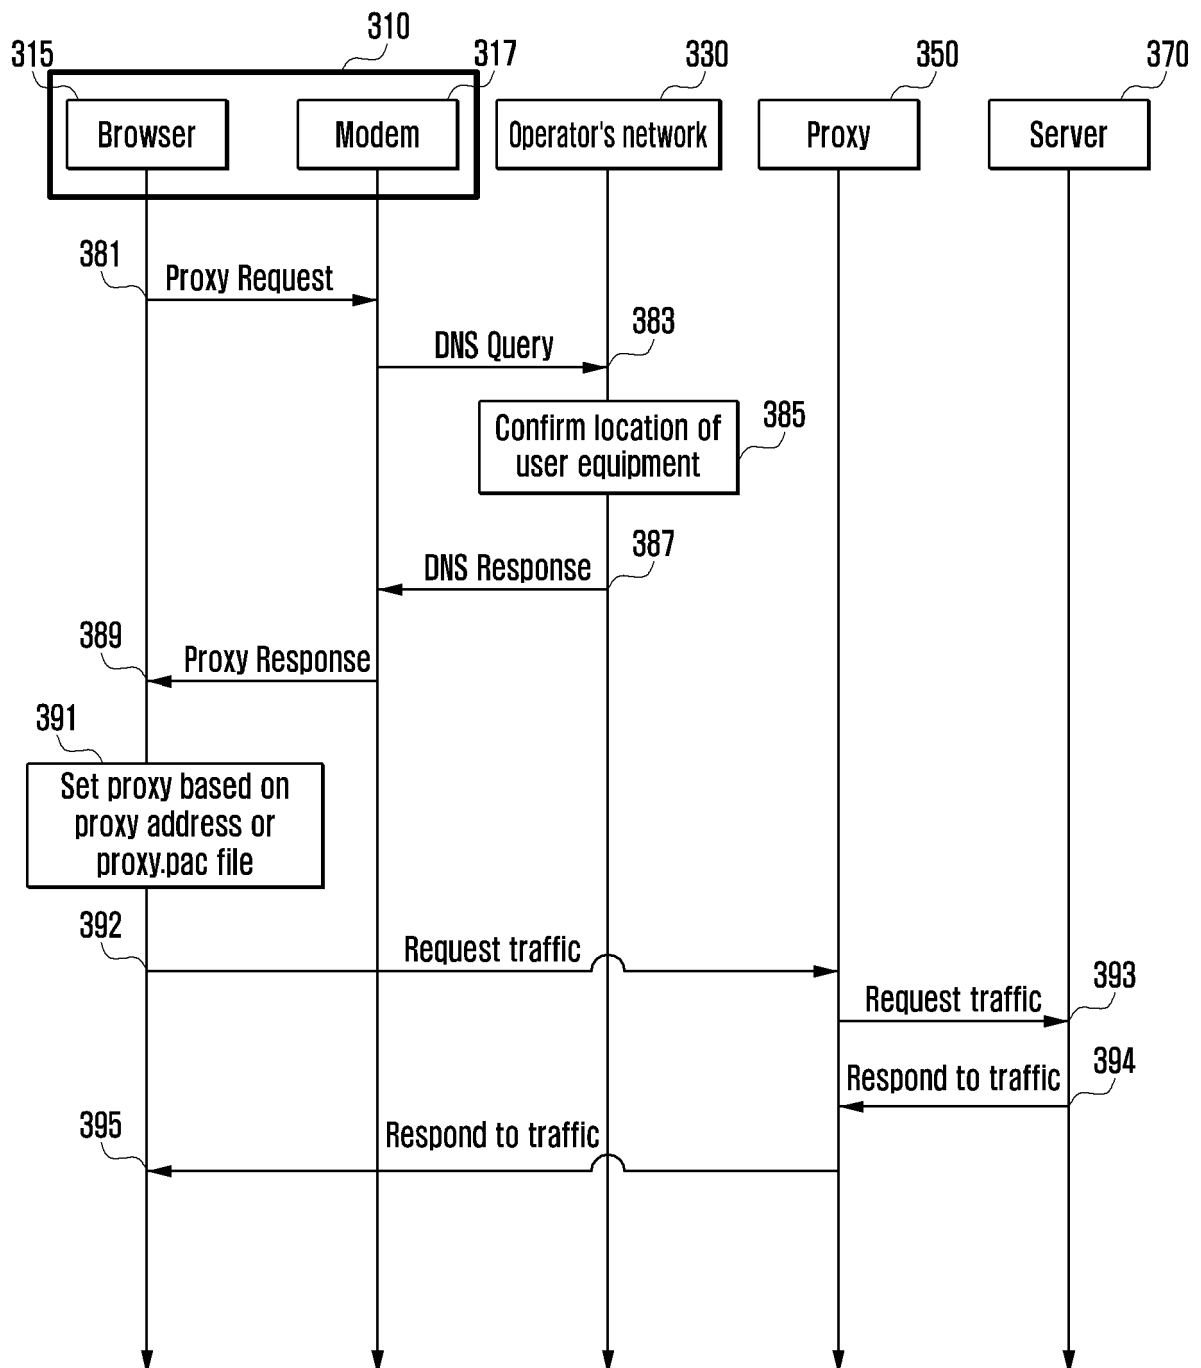 310
315
317
330
350
370
Browser
Modem
Operator's network
Proxy
Server
381
Proxy Request
383
DNS Query
385
Confirm location of
user equipment
387
DNS Response
389
Proxy Response
391
Set proxy based on
proxy address or
proxy.pac file
392
Request traffic
393
Request traffic
394
Respond to traffic
395
Respond to traffic